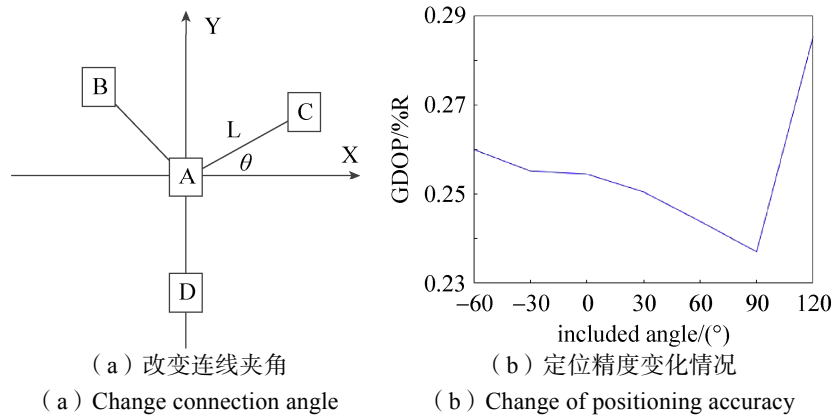 Y
B
C
L
θ
X
A
D
（a）改变连线夹角
（a）Change connection angle
0.29
0.27
0.25
0.23
GDOP/%R
−60 −30 0 30 60 90 120
included angle/(°)
（b）定位精度变化情况
（b）Change of positioning accuracy